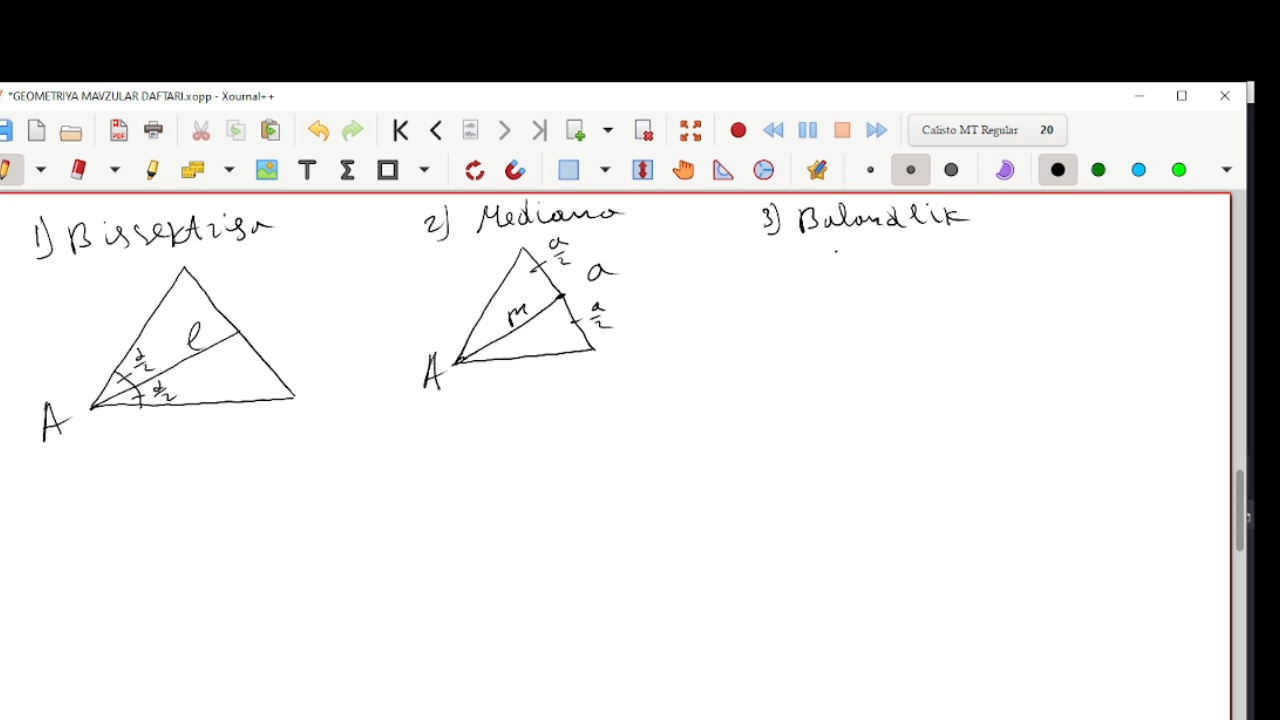 *GEOMETRIYA MAVZULAR DAFTARI.xopp - Xournal++
Calisto MT Regular 20
1) Bissektrisa
2) Mediana
3) Balandlik
l
α/2
α/2
A
a/2
a
a/2
m
A